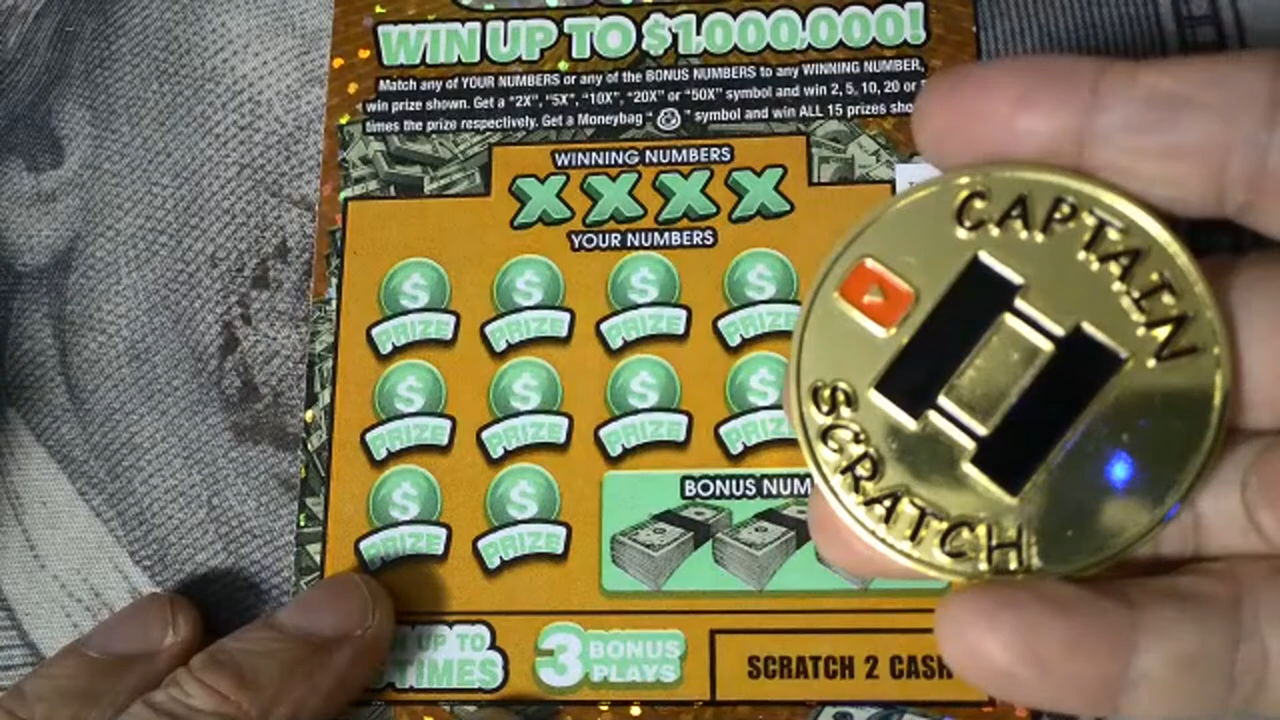 WIN UP TO $1,000,000!
Match any of YOUR NUMBERS or any of the BONUS NUMBERS to any WINNING NUMBER,
win prize shown. Get a "2X", "5X", "10X", "20X" or "50X" symbol and win 2, 5, 10, 20 or
times the prize respectively. Get a Moneybag " " symbol and win ALL 15 prizes
WINNING NUMBERS
X X X X
YOUR NUMBERS
$ $ $ $
PRIZE PRIZE PRIZE PRIZE
$ $ $ $
PRIZE PRIZE PRIZE PRIZE
$ $
PRIZE PRIZE
BONUS NUM
UP TO
TIMES
3 BONUS
PLAYS
SCRATCH 2 CASH
CAPTAIN
SCRATCH